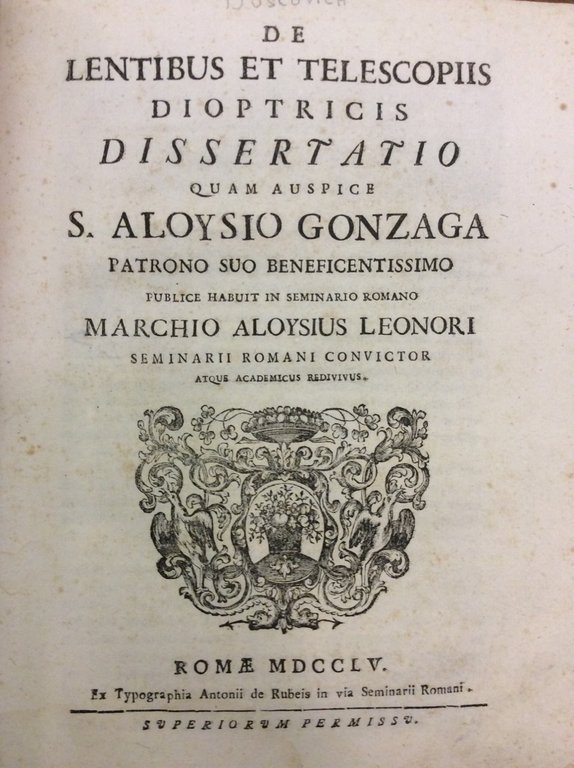 Boscovich
DE
LENTIBUS ET TELESCOPIIS
DIOPTRICIS
DISSERTATIO
QUAM AUSPICE
S. ALOYSIO GONZAGA
PATRONO SUO BENEFICENTISSIMO
PUBLICE HABUIT IN SEMINARIO ROMANO
MARCHIO ALOYSIUS LEONORI
SEMINARII ROMANI CONVICTOR
ATQUE ACADEMICUS REDIVIVUS.
ROMÆ MDCCLV.
Ex Typographia Antonii de Rubeis in via Seminarii Romani.
SVPERIORVM PERMISSV.